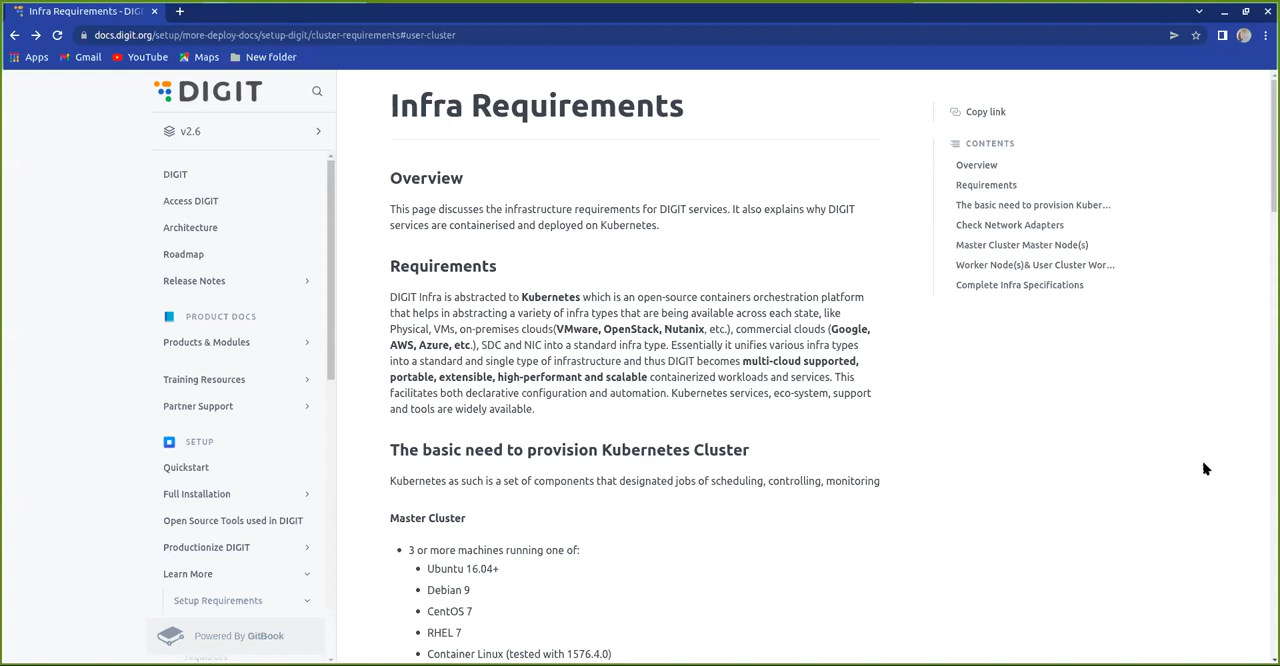 Infra Requirements - DIGI
docs.digit.org/setup/more-deploy-docs/setup-digit/cluster-requirements#user-cluster
Apps Gmail YouTube Maps New folder
DIGIT
v2.6
DIGIT
Access DIGIT
Architecture
Roadmap
Release Notes
PRODUCT DOCS
Products & Modules
Training Resources
Partner Support
SETUP
Quickstart
Full Installation
Open Source Tools used in DIGIT
Productionize DIGIT
Learn More
Setup Requirements
Powered By GitBook
Infra Requirements
Overview
This page discusses the infrastructure requirements for DIGIT services. It also explains why DIGIT
services are containerised and deployed on Kubernetes.
Requirements
DIGIT Infra is abstracted to Kubernetes which is an open-source containers orchestration platform
that helps in abstracting a variety of infra types that are being available across each state, like
Physical, VMs, on-premises clouds(VMware, OpenStack, Nutanix, etc.), commercial clouds (Google,
AWS, Azure, etc.), SDC and NIC into a standard infra type. Essentially it unifies various infra types
into a standard and single type of infrastructure and thus DIGIT becomes multi-cloud supported,
portable, extensible, high-performant and scalable containerized workloads and services. This
facilitates both declarative configuration and automation. Kubernetes services, eco-system, support
and tools are widely available.
The basic need to provision Kubernetes Cluster
Kubernetes as such is a set of components that designated jobs of scheduling, controlling, monitoring
Master Cluster
3 or more machines running one of:
Ubuntu 16.04+
Debian 9
CentOS 7
RHEL 7
Container Linux (tested with 1576.4.0)
Copy link
CONTENTS
Overview
Requirements
The basic need to provision Kuber...
Check Network Adapters
Master Cluster Master Node(s)
Worker Node(s)& User Cluster Wor...
Complete Infra Specifications